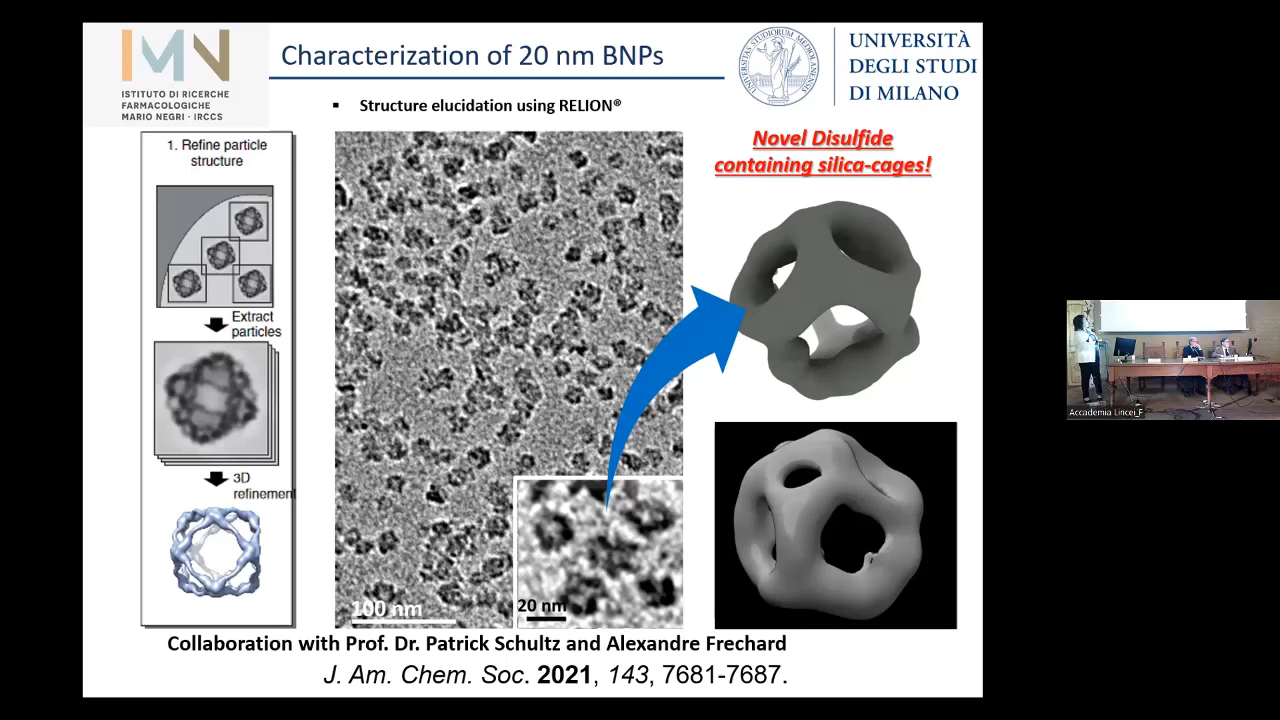 IMN
ISTITUTO DI RICERCHE
FARMACOLOGICHE
MARIO NEGRI · IRCCS
Characterization of 20 nm BNPs
UNIVERSITÀ
DEGLI STUDI
DI MILANO
▪ Structure elucidation using RELION®
1. Refine particle
structure
Extract
particles
3D
refinement
100 nm
20 nm
Novel Disulfide
containing silica-cages!
Collaboration with Prof. Dr. Patrick Schultz and Alexandre Frechard
J. Am. Chem. Soc. 2021, 143, 7681-7687.
Accademia Lincei_F